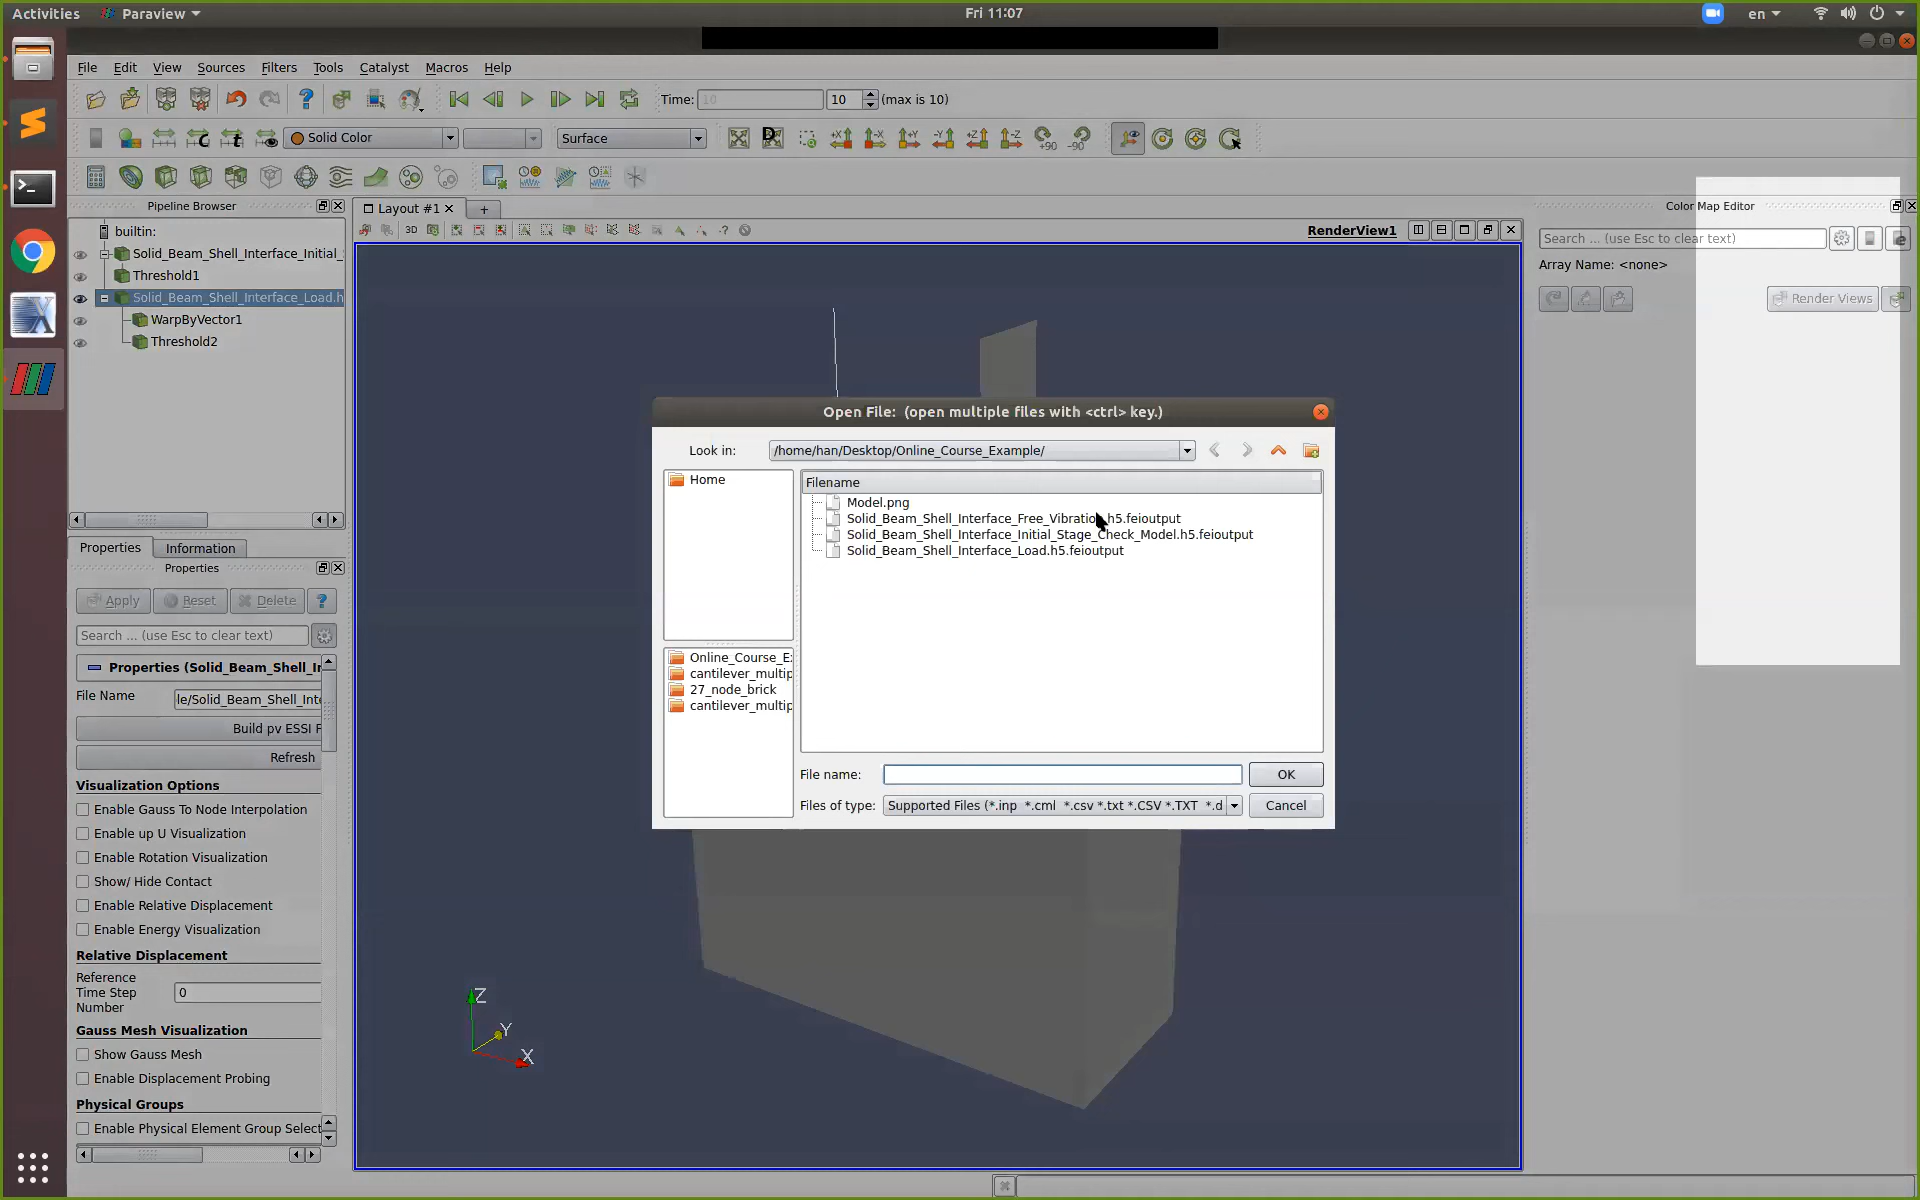 Activities Paraview Fri 11:07 en
File Edit View Sources Filters Tools Catalyst Macros Help
Time: 10 10 (max is 10)
C t Solid Color Surface D +X -X +Y -Y +Z -Z +90 -90
Pipeline Browser Layout #1 + Color Map Editor
builtin: 3D RenderView1
Solid_Beam_Shell_Interface_Initial_
Threshold1
Solid_Beam_Shell_Interface_Load.h
WarpByVector1
Threshold2
Search ... (use Esc to clear text)
Array Name: <none>
Render Views
Open File: (open multiple files with <ctrl> key.)
Look in: /home/han/Desktop/Online_Course_Example/
Home
Filename
Model.png
Solid_Beam_Shell_Interface_Free_Vibration.h5.feioutput
Solid_Beam_Shell_Interface_Initial_Stage_Check_Model.h5.feioutput
Solid_Beam_Shell_Interface_Load.h5.feioutput
Online_Course_E
cantilever_multip
27_node_brick
cantilever_multip
File name: OK
Files of type: Supported Files (*.inp *.cml *.csv *.txt *.CSV *.TXT *.d Cancel
Properties Information
Properties
Apply Reset Delete ?
Search ... (use Esc to clear text)
Properties (Solid_Beam_Shell_I
File Name le/Solid_Beam_Shell_Inte
Build pv ESSI F
Refresh
Visualization Options
Enable Gauss To Node Interpolation
Enable up U Visualization
Enable Rotation Visualization
Show/ Hide Contact
Enable Relative Displacement
Enable Energy Visualization
Relative Displacement
Reference
Time Step 0
Number
Gauss Mesh Visualization
Show Gauss Mesh
Enable Displacement Probing
Physical Groups
Enable Physical Element Group Select
Z
Y
X